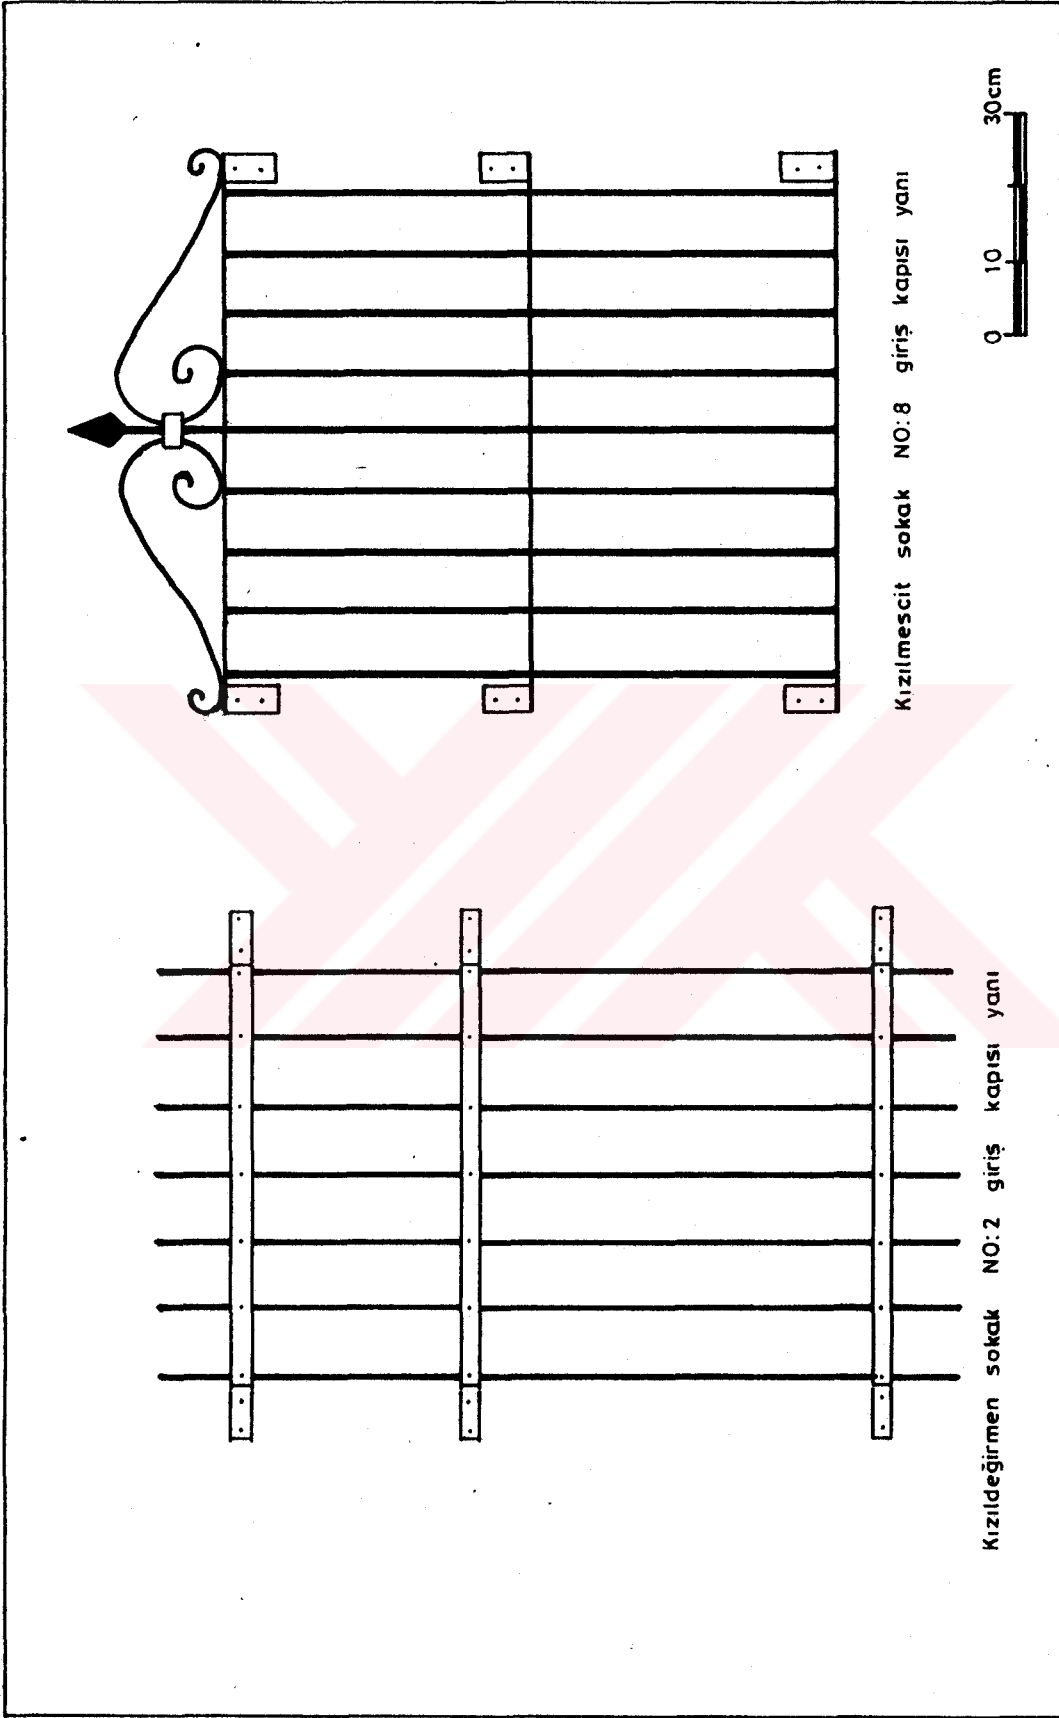 Kızıldeğirmen sokak NO:2 giriş kapısı yanı
Kızılmescit sokak NO:8 giriş kapısı yanı
0 10 30cm